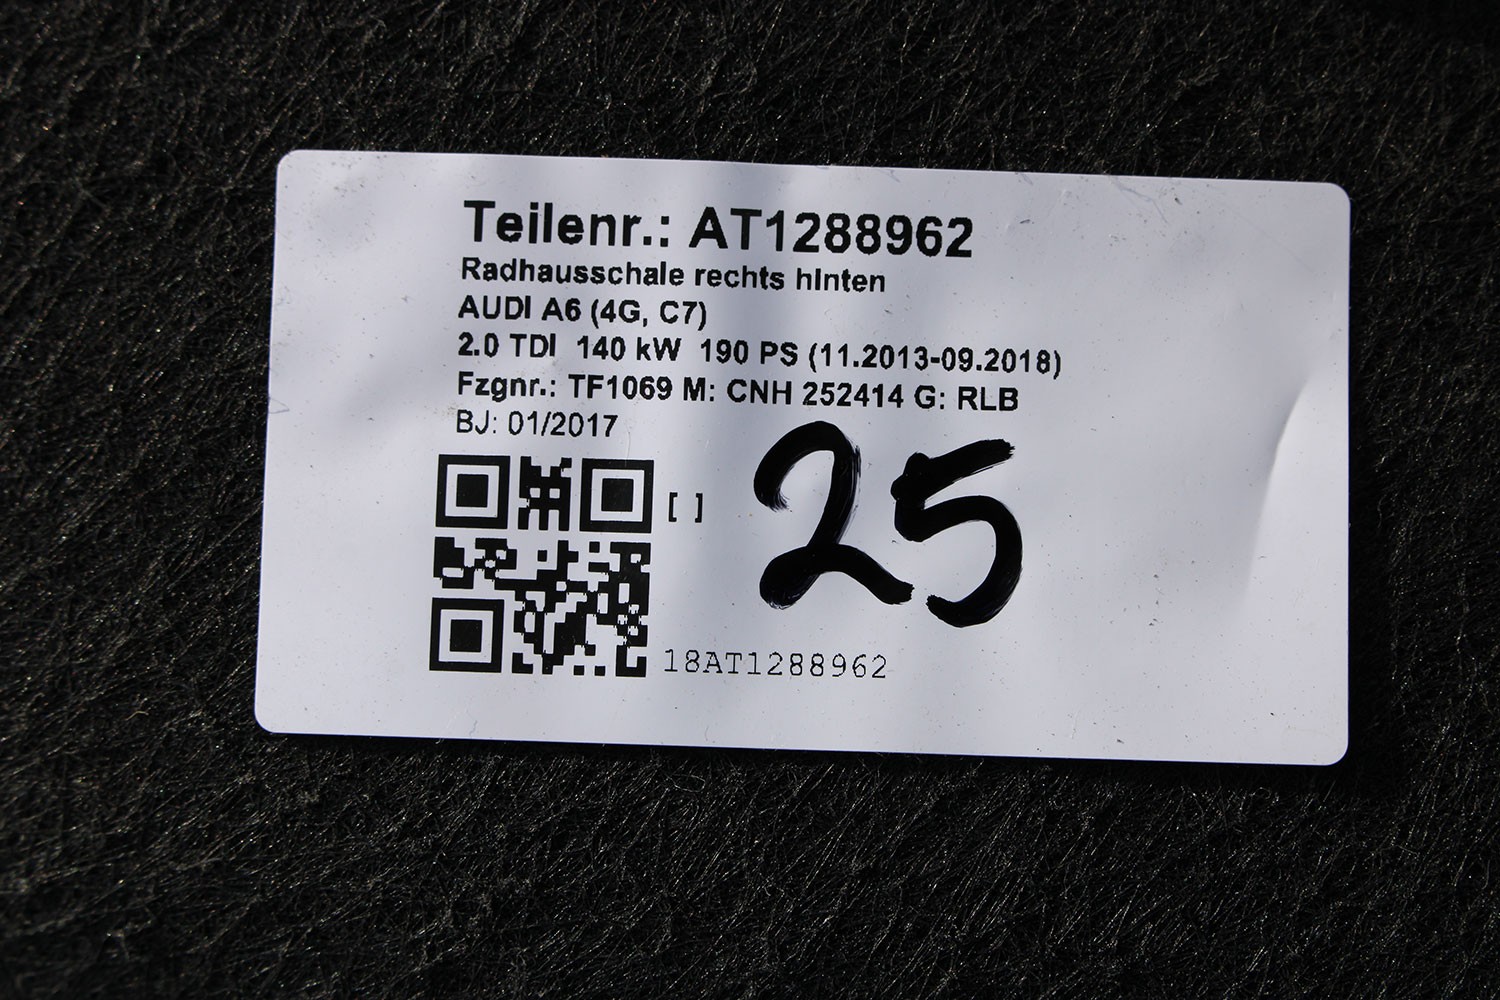 Teilenr.: AT1288962
Radhausschale rechts hinten
AUDI A6 (4G, C7)
2.0 TDI 140 kW 190 PS (11.2013-09.2018)
Fzgnr.: TF1069 M: CNH 252414 G: RLB
BJ: 01/2017
[ ]
25
18AT1288962